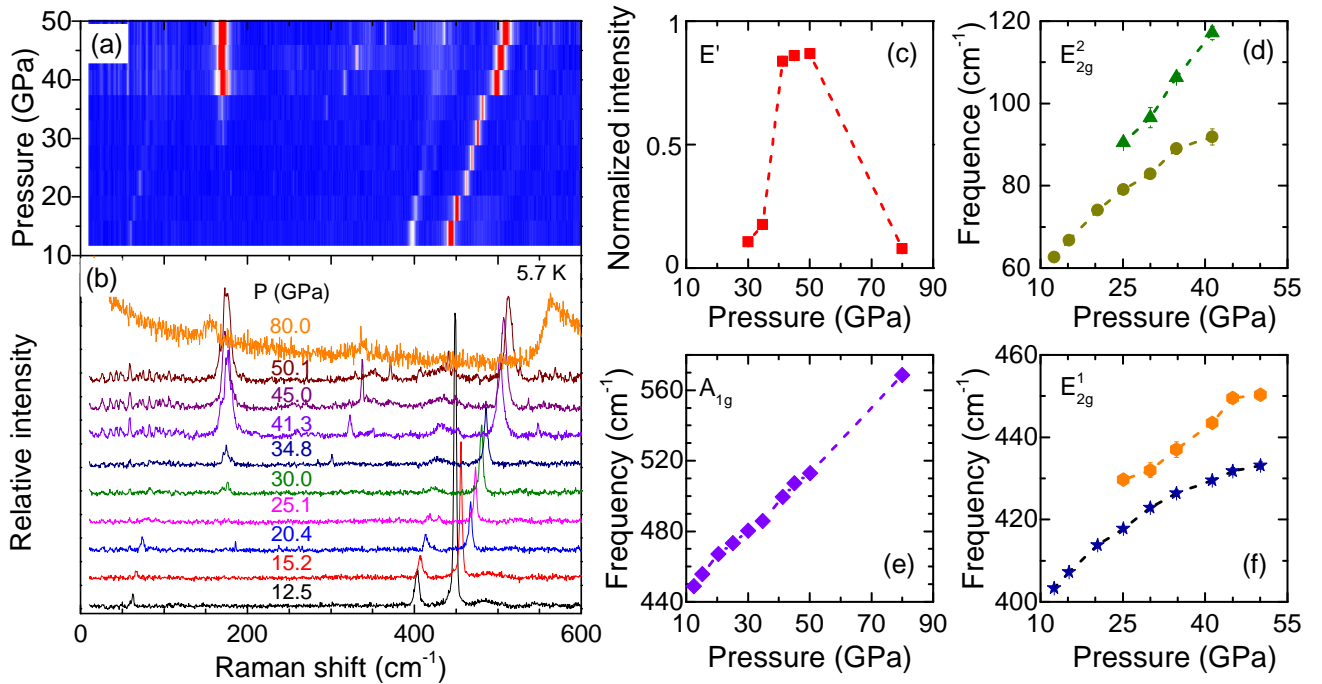 (a)
Pressure (GPa)
50
40
30
20
10
(b)
5.7 K
P (GPa)
80.0
50.1
45.0
41.3
34.8
30.0
25.1
20.4
15.2
12.5
Relative intensity
0 200 400 600
Raman shift (cm⁻¹)
(c)
E'
Normalized intensity
1
0.5
0
10 30 50 70 90
Pressure (GPa)
(d)
E²₂g
Frequence (cm⁻¹)
120
100
80
60
10 25 40 55
Pressure (GPa)
A₁g
(e)
Frequency (cm⁻¹)
560
520
480
440
10 30 50 70 90
Pressure (GPa)
E¹₂g
(f)
Frequency (cm⁻¹)
460
440
420
400
10 25 40 55
Pressure (GPa)